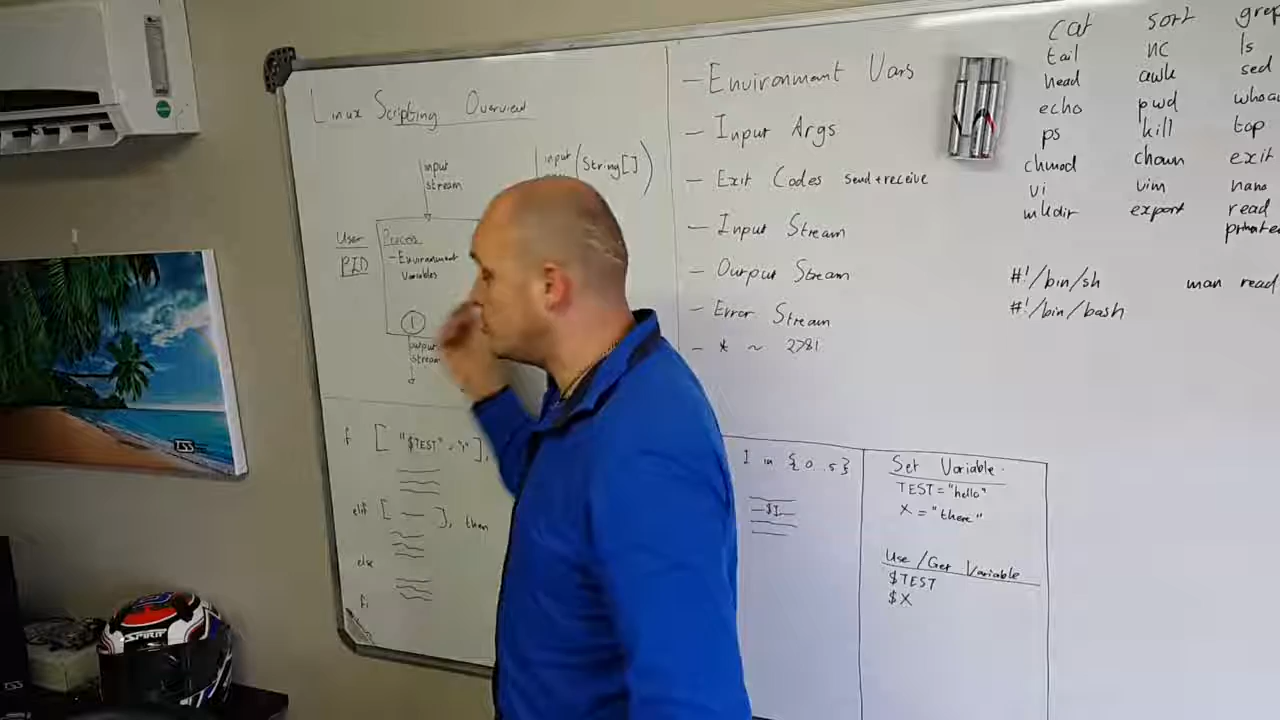 Linux Scripting Overview
input
stream
input (String[])
User
PID
Process
- Environment
Variables
1
output
stream
if [ "$TEST" = "
elif [ ], then
else
fi
- Environment Vars
- Input Args
- Exit Codes send+receive
- Input Stream
- Output Stream
- Error Stream
- * ~ 2>&1
cat sort grep
tail nc ls
head awk sed
echo pwd
ps kill top
chmod chown exit
vi vim nano
mkdir export read
#!/bin/sh man read
#!/bin/bash
I in {0..5}
$I
Set Variable
TEST="hello"
X = "there"
Use/Get Variable
$TEST
$X
SPIRIT
TSS